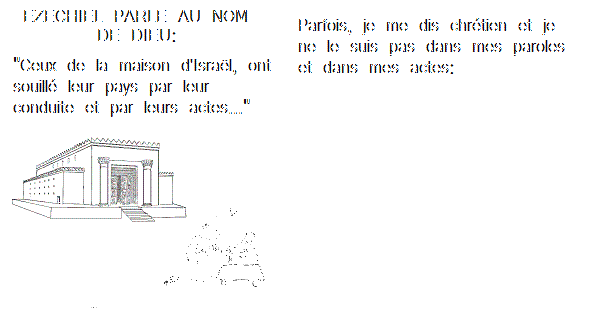 EZECHIEL PARLE AU NOM
DE DIEU:
"Ceux de la maison d'Israël, ont
souillé leur pays par leur
conduite et par leurs actes....."
Parfois, je me dis chrétien et je
ne le suis pas dans mes paroles
et dans mes actes: